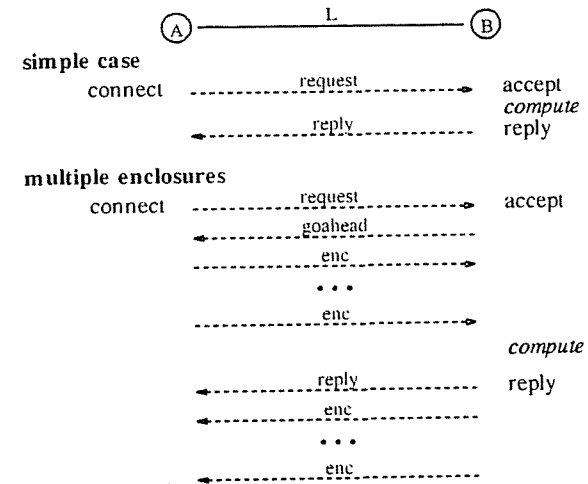 L
A B
simple case
connect request accept
compute
reply reply
multiple enclosures
connect request accept
goahead
enc
• • •
enc
compute
reply reply
enc
• • •
enc